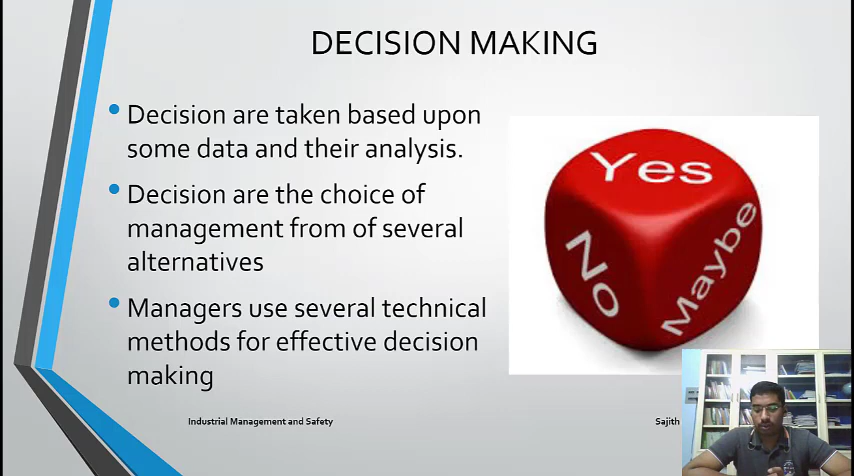 DECISION MAKING
Decision are taken based upon
some data and their analysis.
Decision are the choice of
management from of several
alternatives
Managers use several technical
methods for effective decision
making
Yes
No
Maybe
Industrial Management and Safety
Sajith